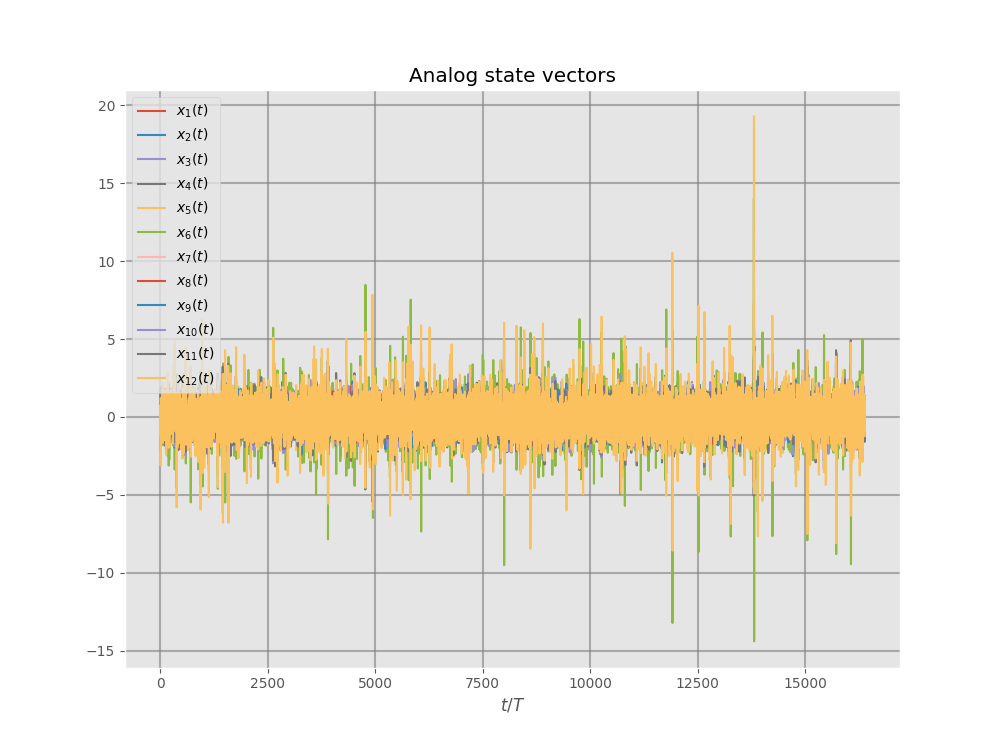 Analog state vectors
20
15
10
5
0
−5
−10
−15
x₁(t)
x₂(t)
x₃(t)
x₄(t)
x₅(t)
x₆(t)
x₇(t)
x₈(t)
x₉(t)
x₁₀(t)
x₁₁(t)
x₁₂(t)
0 2500 5000 7500 10000 12500 15000
t/T